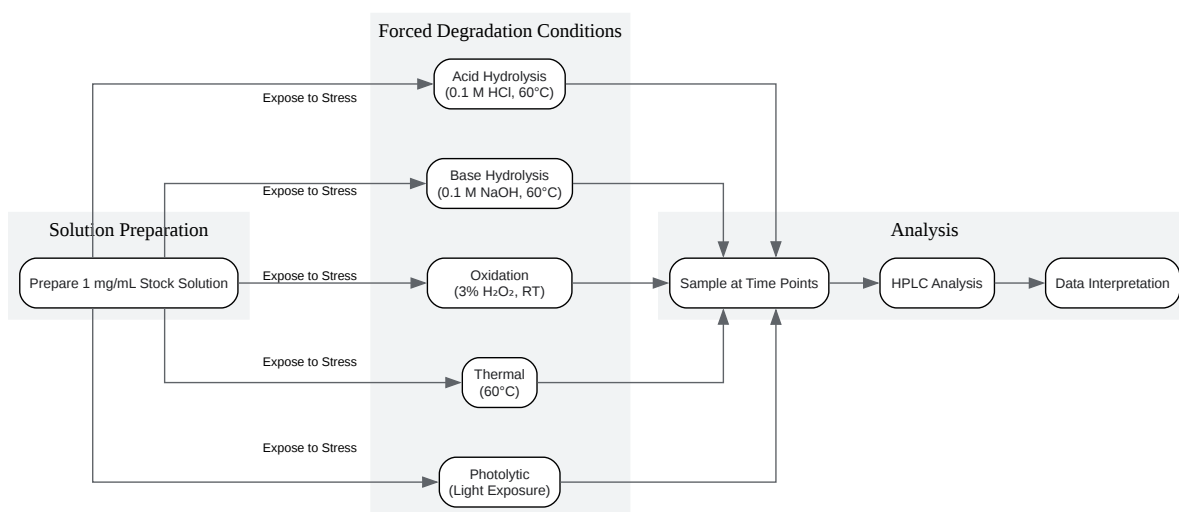 Forced Degradation Conditions
Acid Hydrolysis
(0.1 M HCl, 60°C)
Expose to Stress
Base Hydrolysis
(0.1 M NaOH, 60°C)
Expose to Stress
Solution Preparation
Analysis
Prepare 1 mg/mL Stock Solution
Expose to Stress
Oxidation
(3% H₂O₂, RT)
Sample at Time Points
HPLC Analysis
Data Interpretation
Expose to Stress
Thermal
(60°C)
Expose to Stress
Photolytic
(Light Exposure)